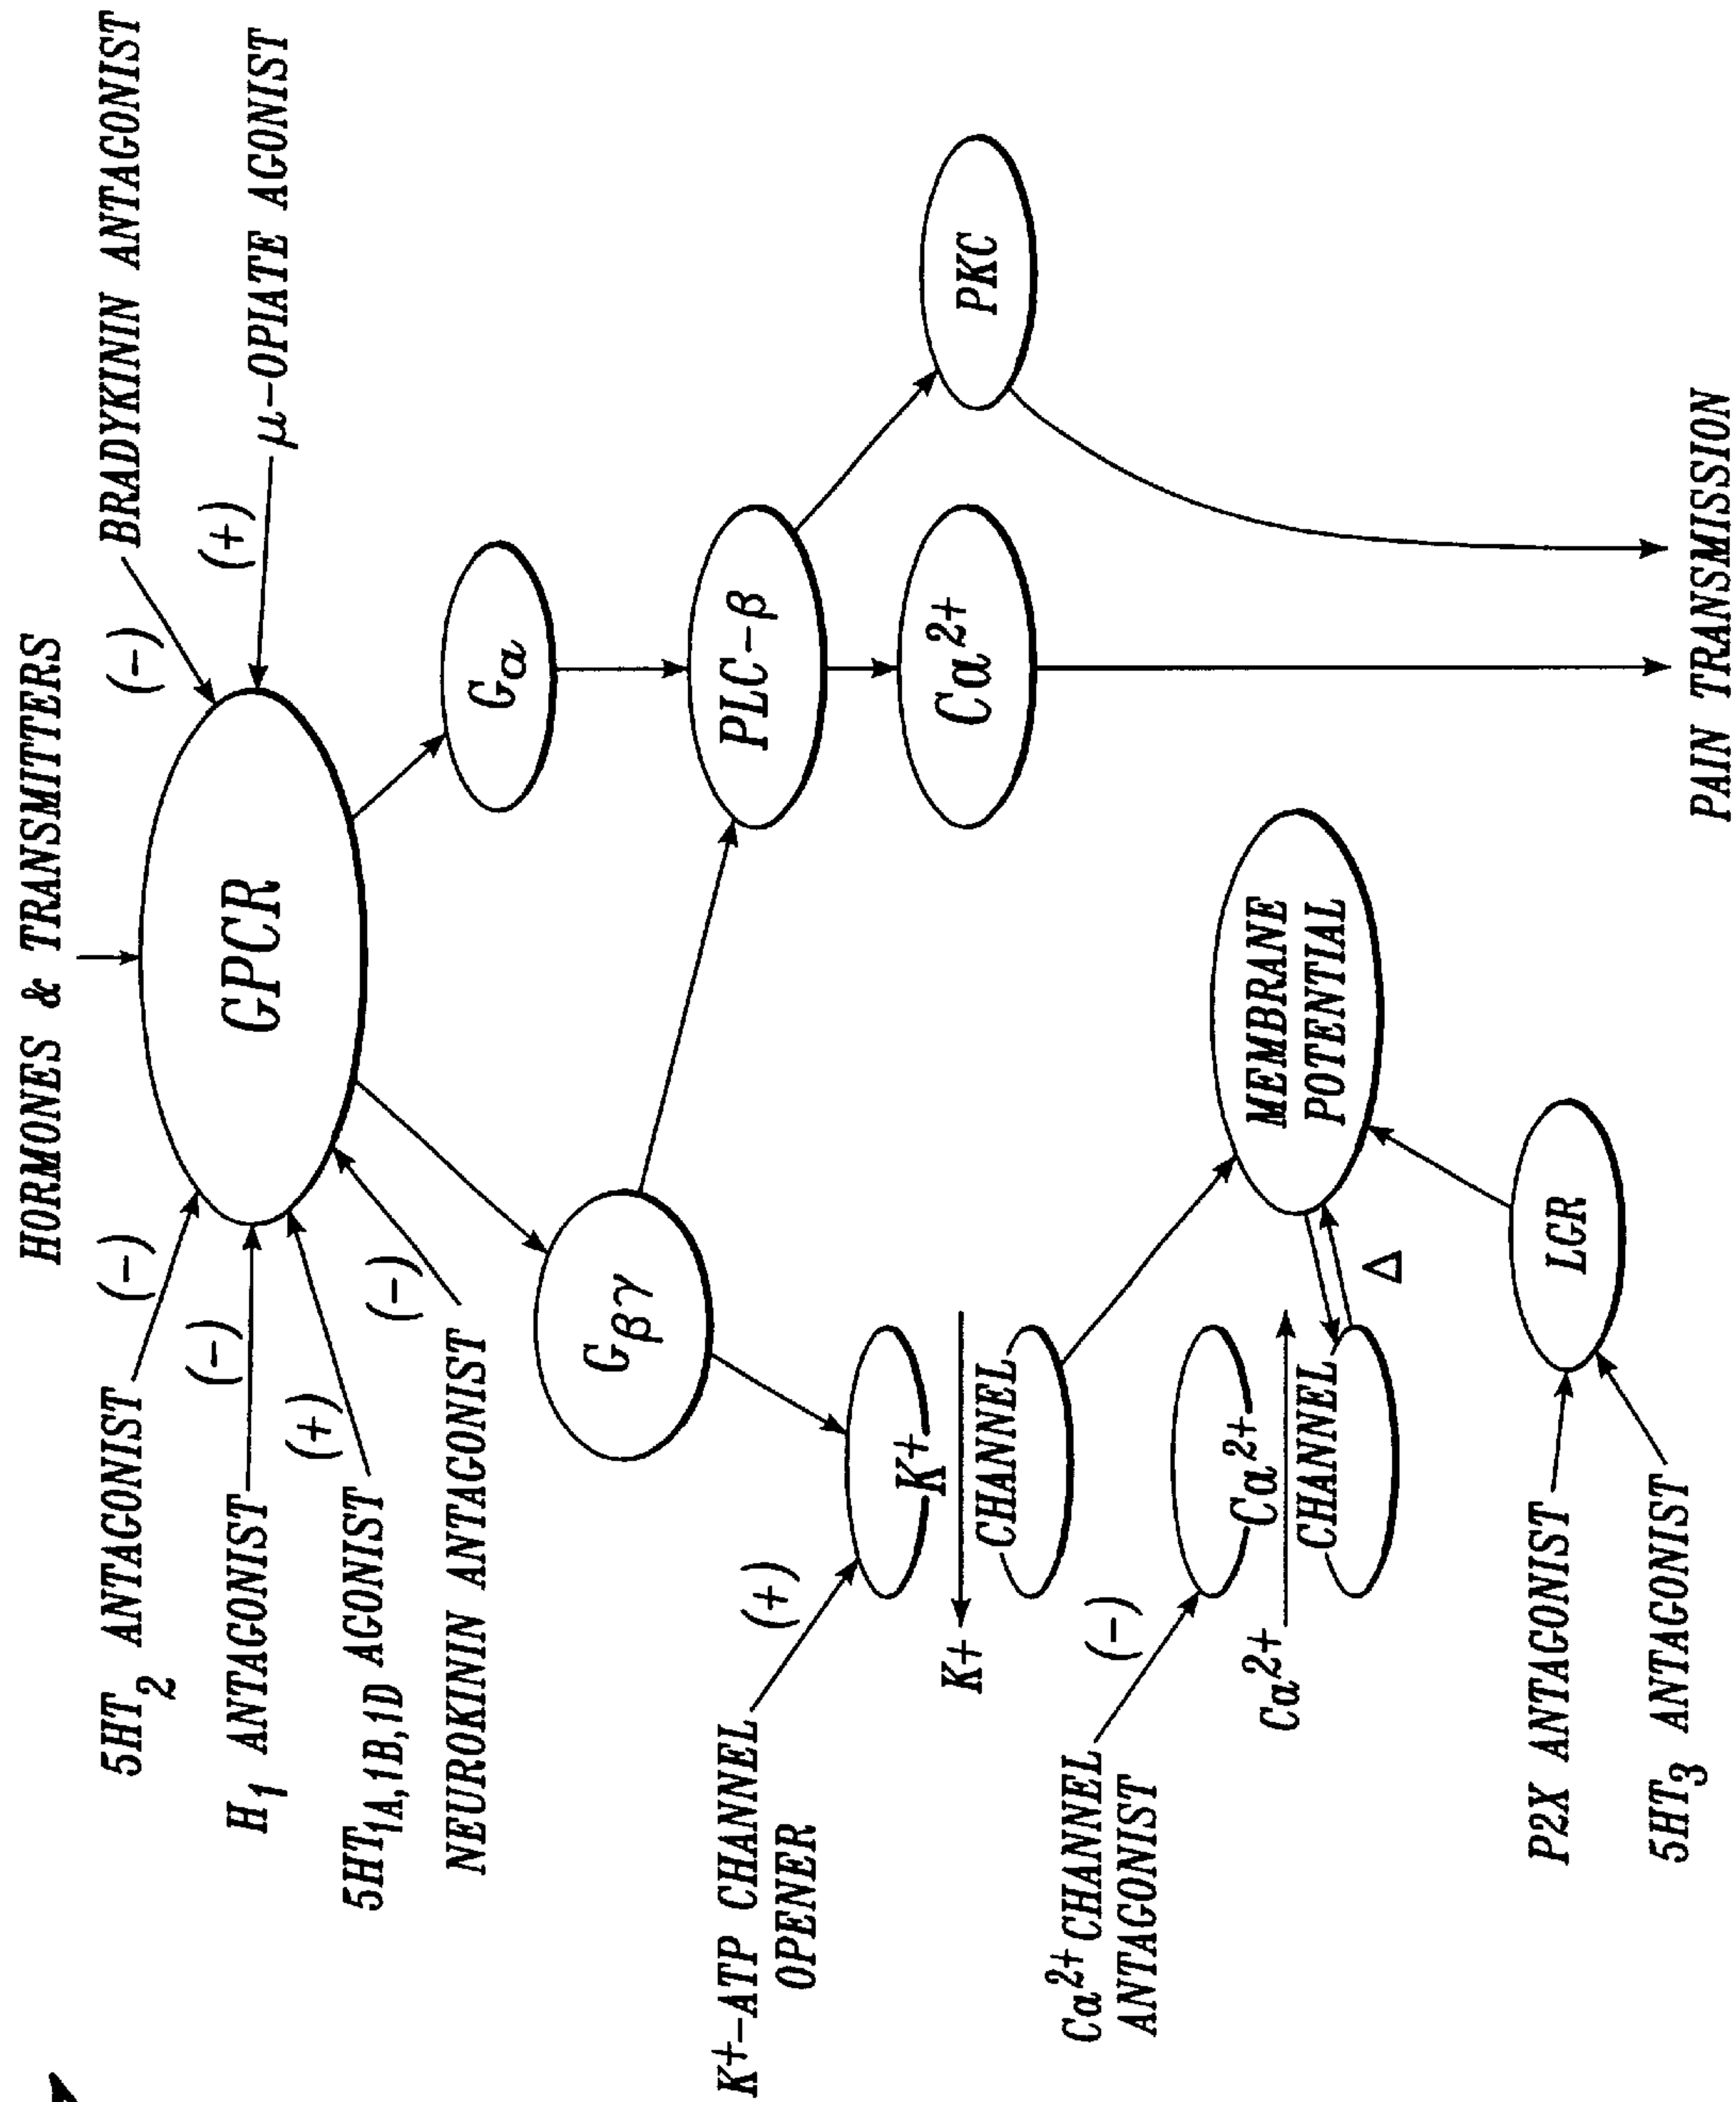 HORMONES & TRANSMITTERS
5HT2 ANTAGONIST
(-)
(-)
BRADYKININ ANTAGONIST
H1 ANTAGONIST
(-)
GPCR
(+)
μ-OPIATE AGONIST
5HT1A,1B,1D AGONIST
(+)
NEUROKININ ANTAGONIST
(-)
Gα
Gβγ
K+-ATP CHANNEL
OPENER
(+)
PLC-β
K+
K+
CHANNEL
Ca2+
PKC
Ca2+ CHANNEL
ANTAGONIST
(-)
Ca2+
Ca2+
CHANNEL
MEMBRANE
POTENTIAL
Δ
P2X ANTAGONIST
LGR
5HT3 ANTAGONIST
PAIN TRANSMISSION